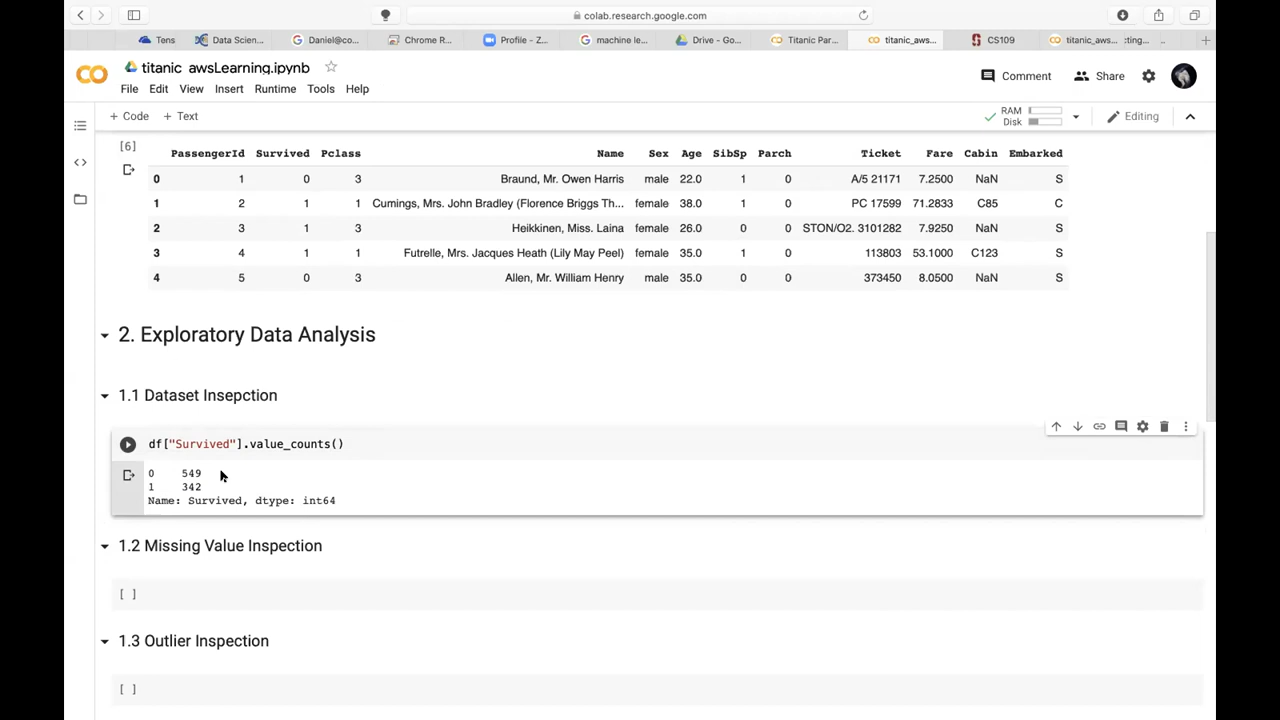 colab.research.google.com
Tens
Data Scien...
Daniel@co...
Chrome R...
Profile - Z...
machine le...
Drive - Go...
Titanic Par...
titanic_aws...
CS109
titanic_aws...
:ting...
titanic_awsLearning.ipynb
Comment
Share
File Edit View Insert Runtime Tools Help
+ Code + Text
RAM
Disk
Editing
[6]
PassengerId Survived Pclass Name Sex Age SibSp Parch Ticket Fare Cabin Embarked
0 1 0 3 Braund, Mr. Owen Harris male 22.0 1 0 A/5 21171 7.2500 NaN S
1 2 1 1 Cumings, Mrs. John Bradley (Florence Briggs Th... female 38.0 1 0 PC 17599 71.2833 C85 C
2 3 1 3 Heikkinen, Miss. Laina female 26.0 0 0 STON/O2. 3101282 7.9250 NaN S
3 4 1 1 Futrelle, Mrs. Jacques Heath (Lily May Peel) female 35.0 1 0 113803 53.1000 C123 S
4 5 0 3 Allen, Mr. William Henry male 35.0 0 0 373450 8.0500 NaN S
2. Exploratory Data Analysis
1.1 Dataset Insepction
df["Survived"].value_counts()
0 549
1 342
Name: Survived, dtype: int64
1.2 Missing Value Inspection
[ ]
1.3 Outlier Inspection
[ ]